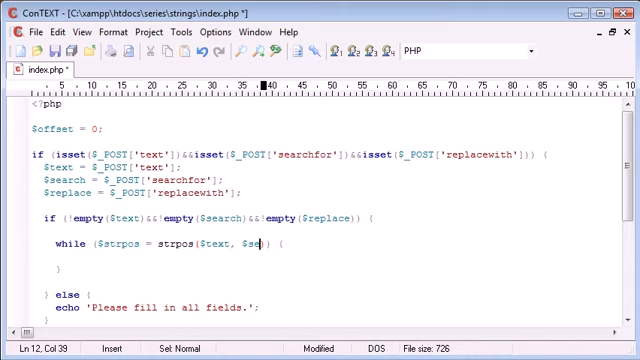 ConTEXT - [C:\xampp\htdocs\series\strings\index.php *]
File Edit View Format Project Tools Options Window Help
PHP
index.php *
5 10 15 20 25 30 35 40 45 50 55 60 65 70 75 80 85 90 95 100
<?php
$offset = 0;
if (isset($_POST['text'])&&isset($_POST['searchfor'])&&isset($_POST['replacewith'])) {
$text = $_POST['text'];
$search = $_POST['searchfor'];
$replace = $_POST['replacewith'];
if (!empty($text)&&!empty($search)&&!empty($replace)) {
while ($strpos = strpos($text, $se)) {
}
} else {
echo 'Please fill in all fields.';
}
Ln 12, Col 39 Insert Sel: Normal Modified DOS File size: 726